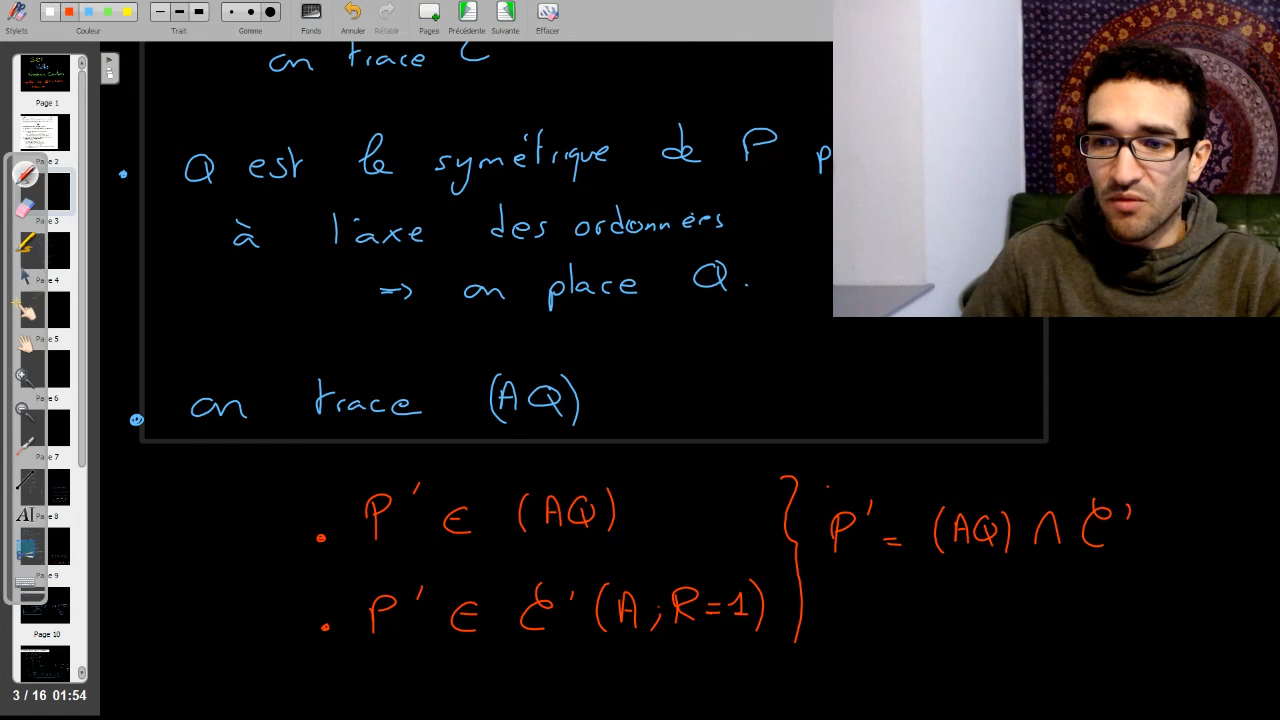 Stylets Couleur Trait Gomme Fonds Annuler Rétablir Pages Précédente Suivante Effacer
on trace C
• Q est le symétrique de P p
à l'axe des ordonnées
=> on place Q.
• on trace (AQ)
• P' ∈ (AQ)
• P' ∈ C' (A ; R = 1)
} P' = (AQ) ∩ C'
Page 1
Page 2
Page 3
Page 4
Page 5
Page 6
Page 7
Page 8
Page 9
Page 10
AI
3 / 16 01:54